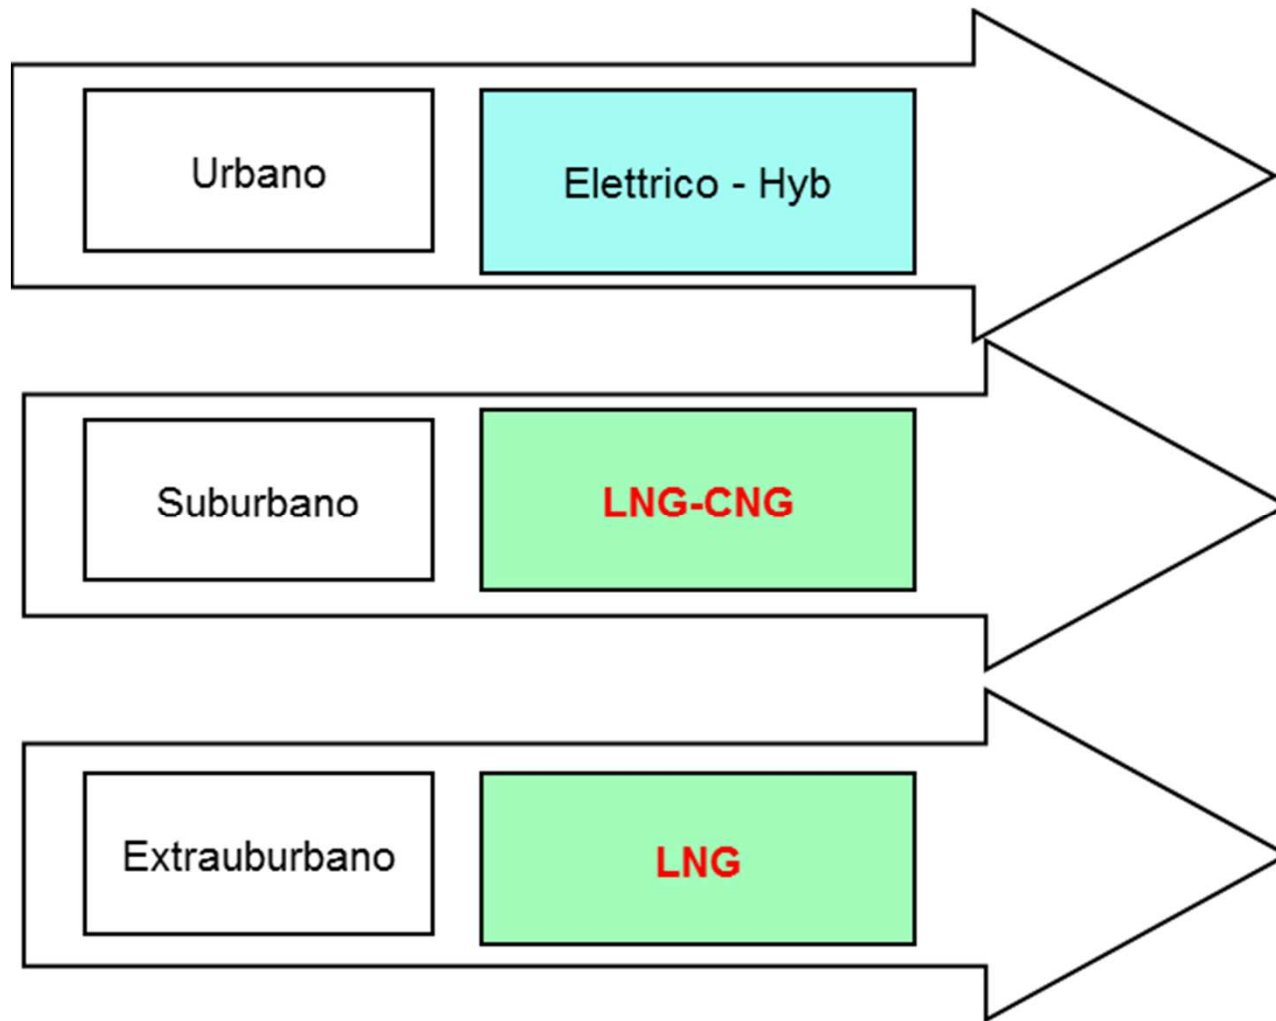 Urbano
Elettrico - Hyb
Suburbano
LNG-CNG
Extrauburbano
LNG